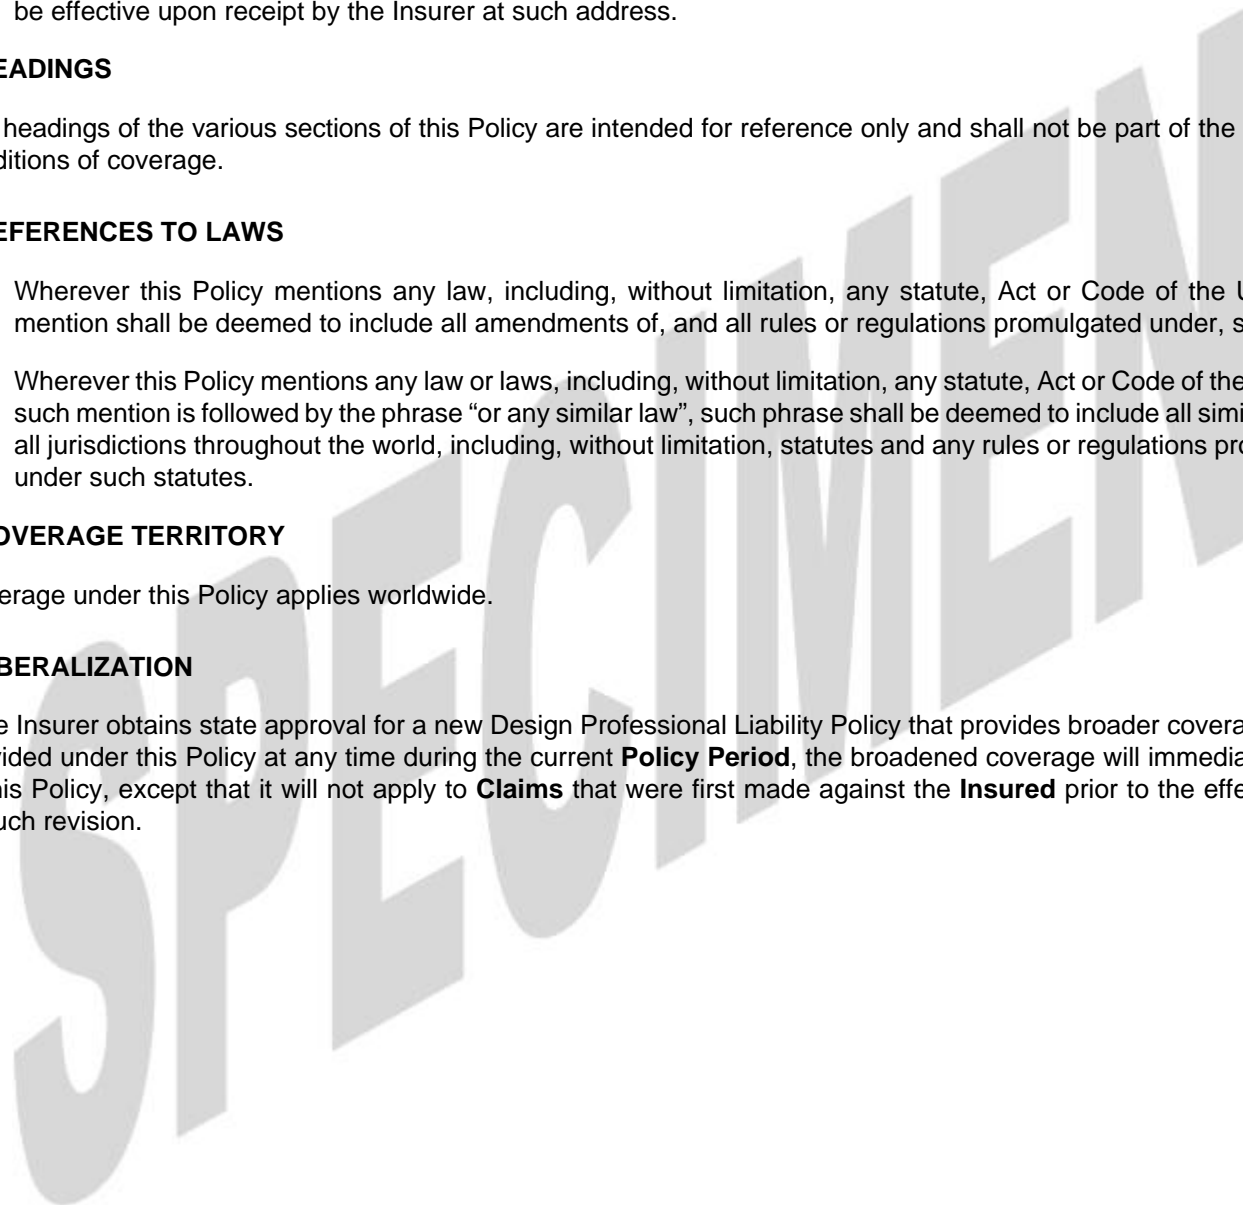 be effective upon receipt by the Insurer at such address.
EADINGS
headings of the various sections of this Policy are intended for reference only and shall not be part of the
ditions of coverage.
EFERENCES TO LAWS
Wherever this Policy mentions any law, including, without limitation, any statute, Act or Code of the U
mention shall be deemed to include all amendments of, and all rules or regulations promulgated under, s
Wherever this Policy mentions any law or laws, including, without limitation, any statute, Act or Code of the
such mention is followed by the phrase “or any similar law”, such phrase shall be deemed to include all simi
all jurisdictions throughout the world, including, without limitation, statutes and any rules or regulations pro
under such statutes.
OVERAGE TERRITORY
erage under this Policy applies worldwide.
BERALIZATION
e Insurer obtains state approval for a new Design Professional Liability Policy that provides broader covera
vided under this Policy at any time during the current Policy Period, the broadened coverage will immedia
his Policy, except that it will not apply to Claims that were first made against the Insured prior to the effe
uch revision.
SPECIMEN